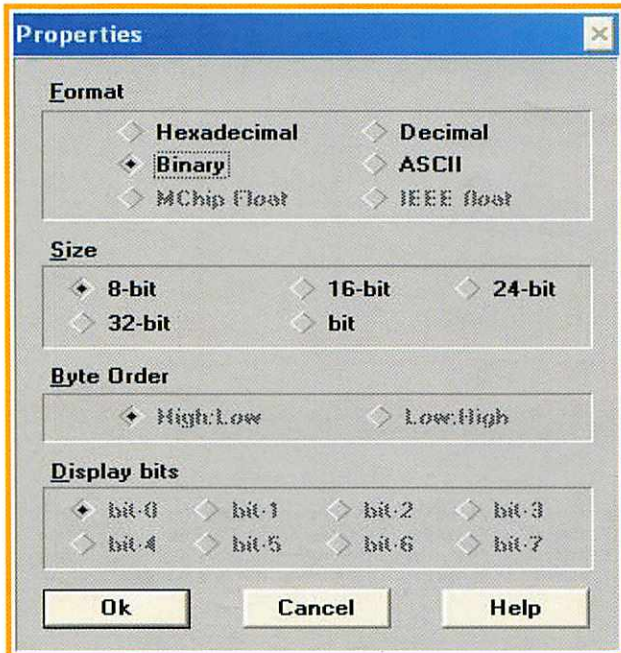 Properties
Format
Hexadecimal Decimal
Binary ASCII
MChip Float IEEE float
Size
8-bit 16-bit 24-bit
32-bit bit
Byte Order
High:Low Low:High
Display bits
bit-0 bit-1 bit-2 bit-3
bit-4 bit-5 bit-6 bit-7
Ok Cancel Help